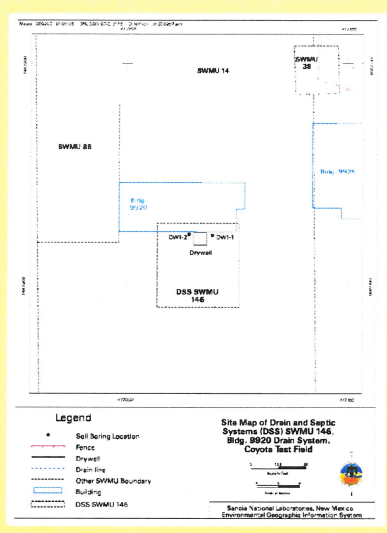 SWMU 14
SWMU
38
SWMU 85
Bldg. 9925
Bldg.
9920
DW1-2
DW1-1
Drywell
DSS SWMU
146
Legend
Soil Boring Location
Fence
Drywell
Drain line
Other SWMU Boundary
Building
DSS SWMU 146
Site Map of Drain and Septic
Systems (DSS) SWMU 146.
Bldg. 9920 Drain System.
Coyote Test Field
Sandia National Laboratories, New Mexico
Environmental Geographic Information System